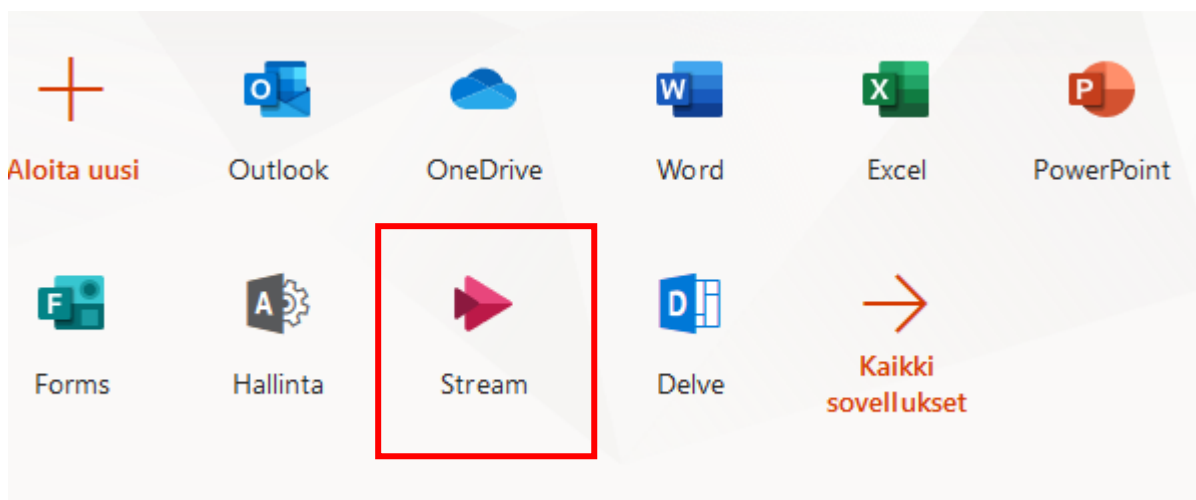 Aloita uusi
Outlook
OneDrive
Word
Excel
PowerPoint
Forms
Hallinta
Stream
Delve
Kaikki
sovellukset